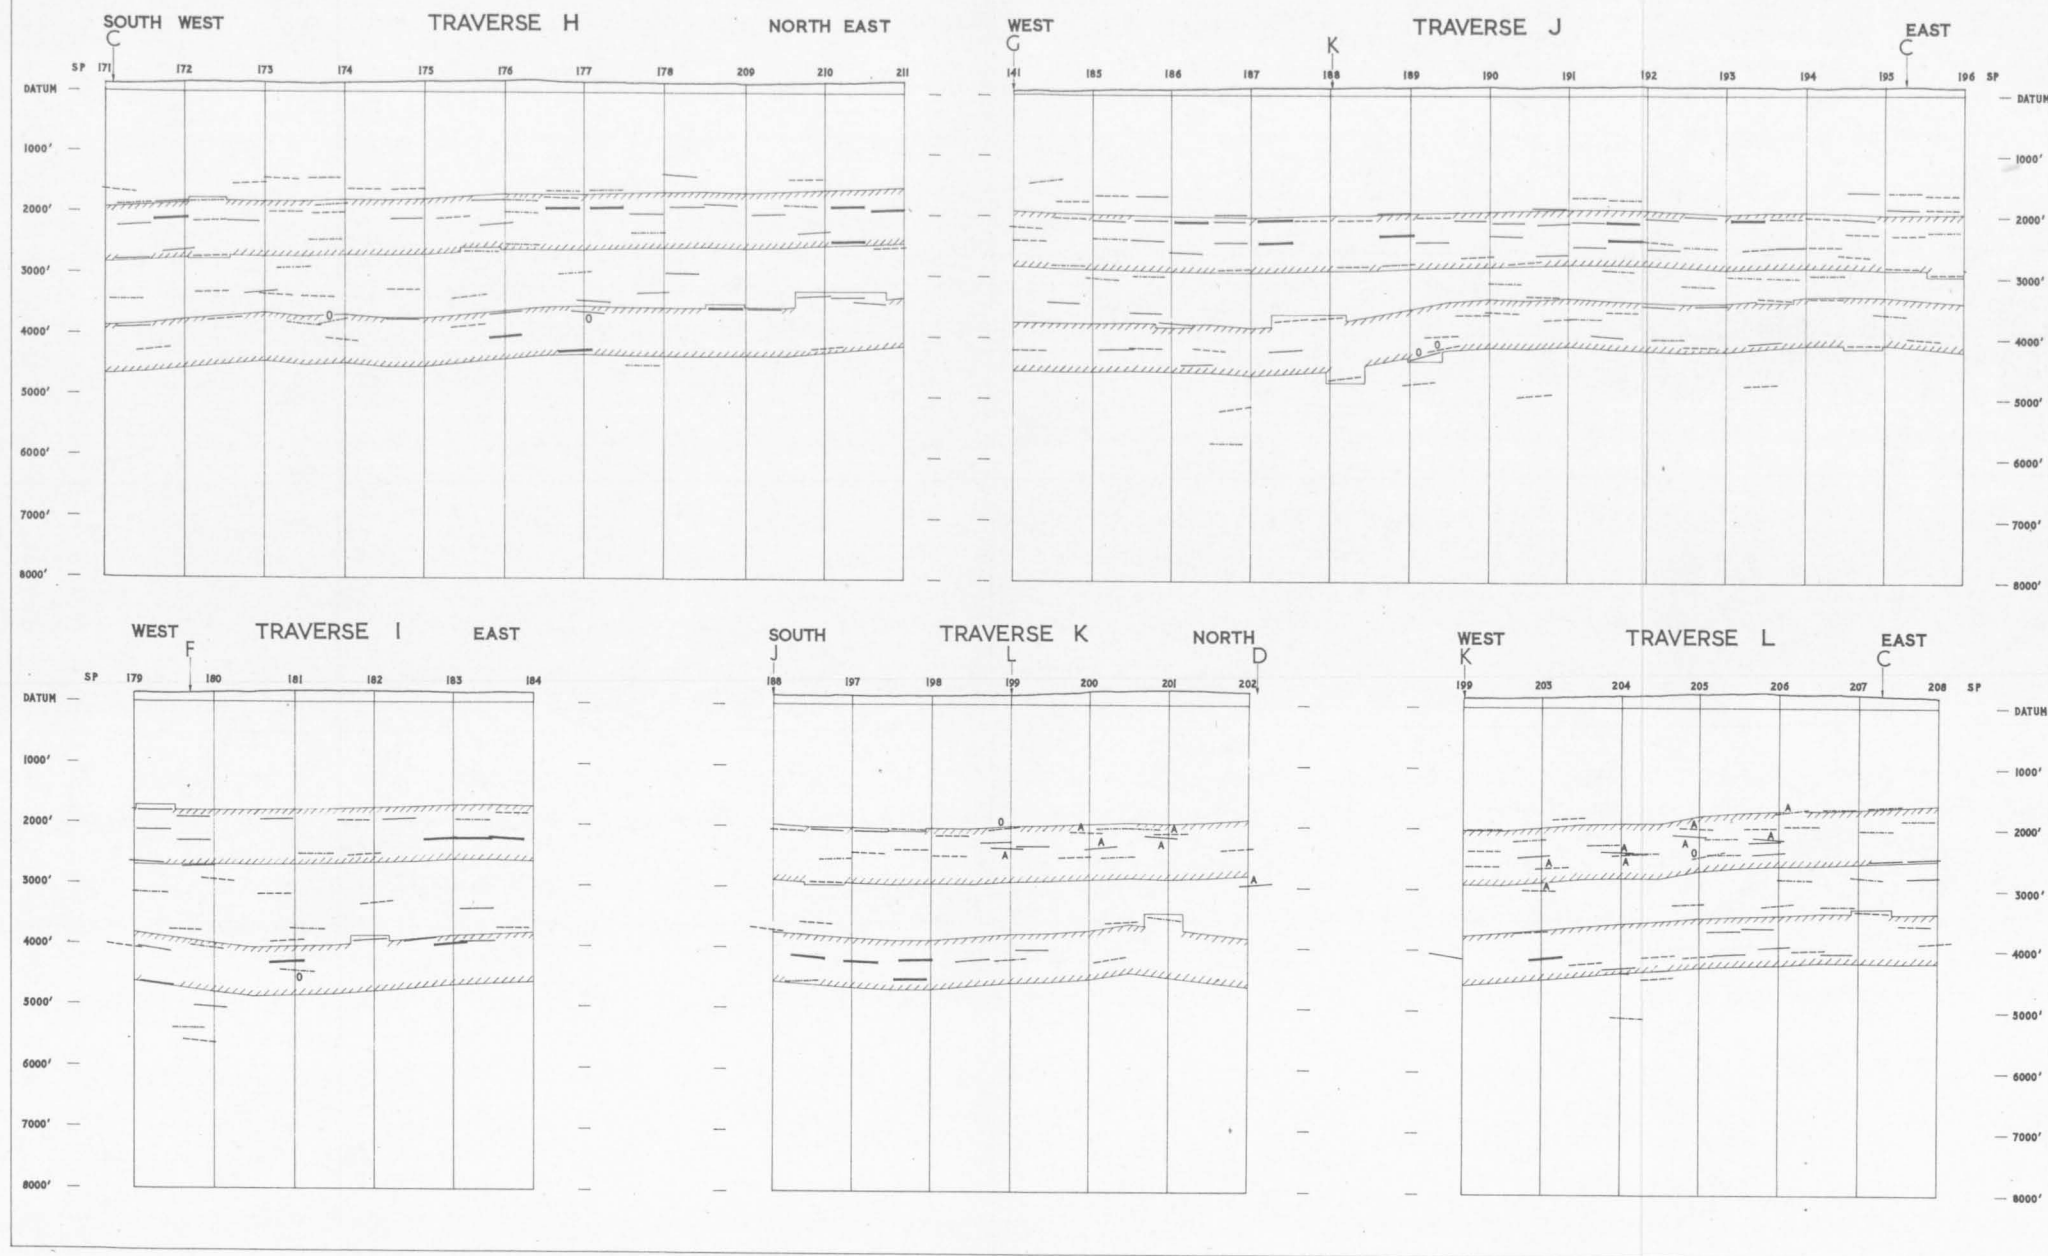 SOUTH WEST TRAVERSE H NORTH EAST
C
SP 171 172 173 174 175 176 177 178 209 210 211
DATUM
1000'
2000'
3000'
O O
4000'
5000'
6000'
7000'
8000'
WEST TRAVERSE J EAST
G K C
141 185 186 187 188 189 190 191 192 193 194 195 196 SP
DATUM
1000'
2000'
3000'
4000'
O O
5000'
6000'
7000'
8000'
WEST TRAVERSE I EAST
F
SP 179 180 181 182 183 184
DATUM
1000'
2000'
3000'
4000'
O
5000'
6000'
7000'
8000'
SOUTH TRAVERSE K NORTH
J L D
188 197 198 199 200 201 202
O A A
A A A
A
WEST TRAVERSE L EAST
K C
199 203 204 205 206 207 208 SP
DATUM
1000'
A
A
2000'
A
A A
O
A A
A
3000'
4000'
5000'
6000'
7000'
8000'